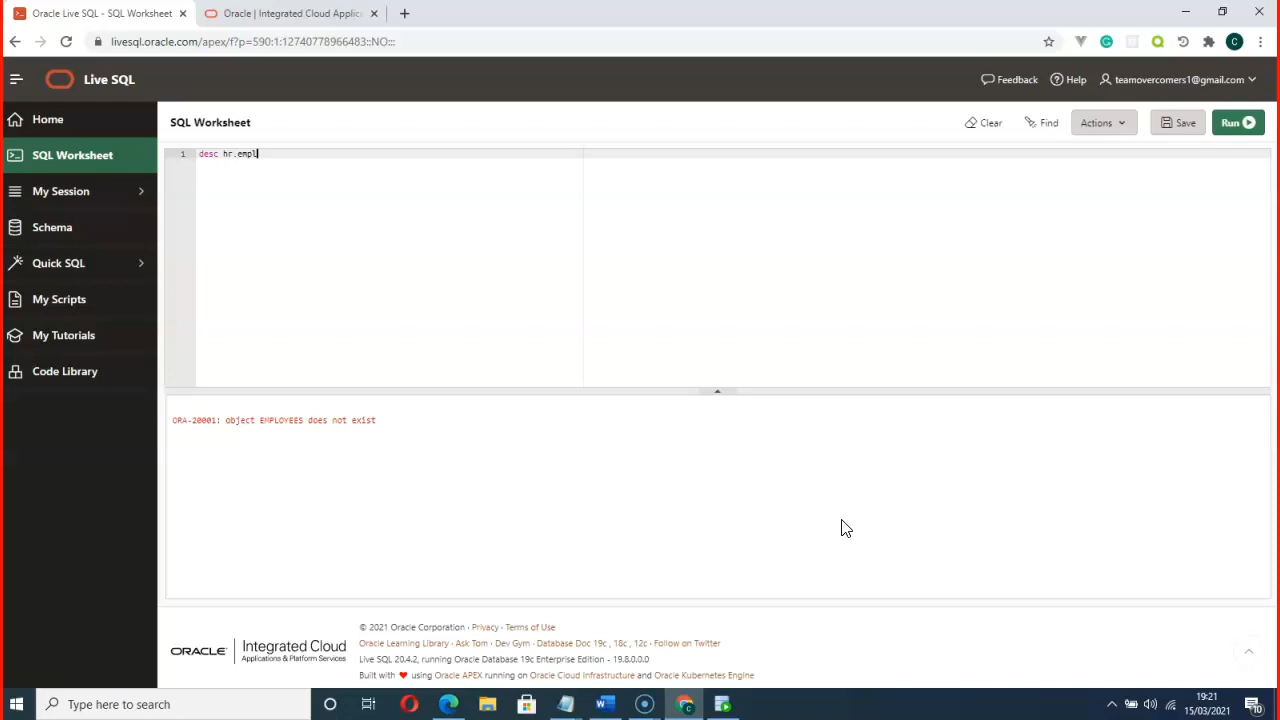 Oracle Live SQL - SQL Worksheet
Oracle | Integrated Cloud Applic
livesql.oracle.com/apex/f?p=590:1:12740778966483::NO:::
C
Live SQL
Feedback
Help
teamovercomers1@gmail.com
Home
SQL Worksheet
My Session
Schema
Quick SQL
My Scripts
My Tutorials
Code Library
SQL Worksheet
Clear
Find
Actions
Save
Run
1 desc hr.empl
ORA-20001: object EMPLOYEES does not exist
ORACLE
Integrated Cloud
Applications & Platform Services
© 2021 Oracle Corporation · Privacy · Terms of Use
Oracle Learning Library · Ask Tom · Dev Gym · Database Doc 19c , 18c , 12c · Follow on Twitter
Live SQL 20.4.2, running Oracle Database 19c Enterprise Edition - 19.8.0.0.0
Built with ❤ using Oracle APEX running on Oracle Cloud Infrastructure and Oracle Kubernetes Engine
Type here to search
19:21
15/03/2021
10